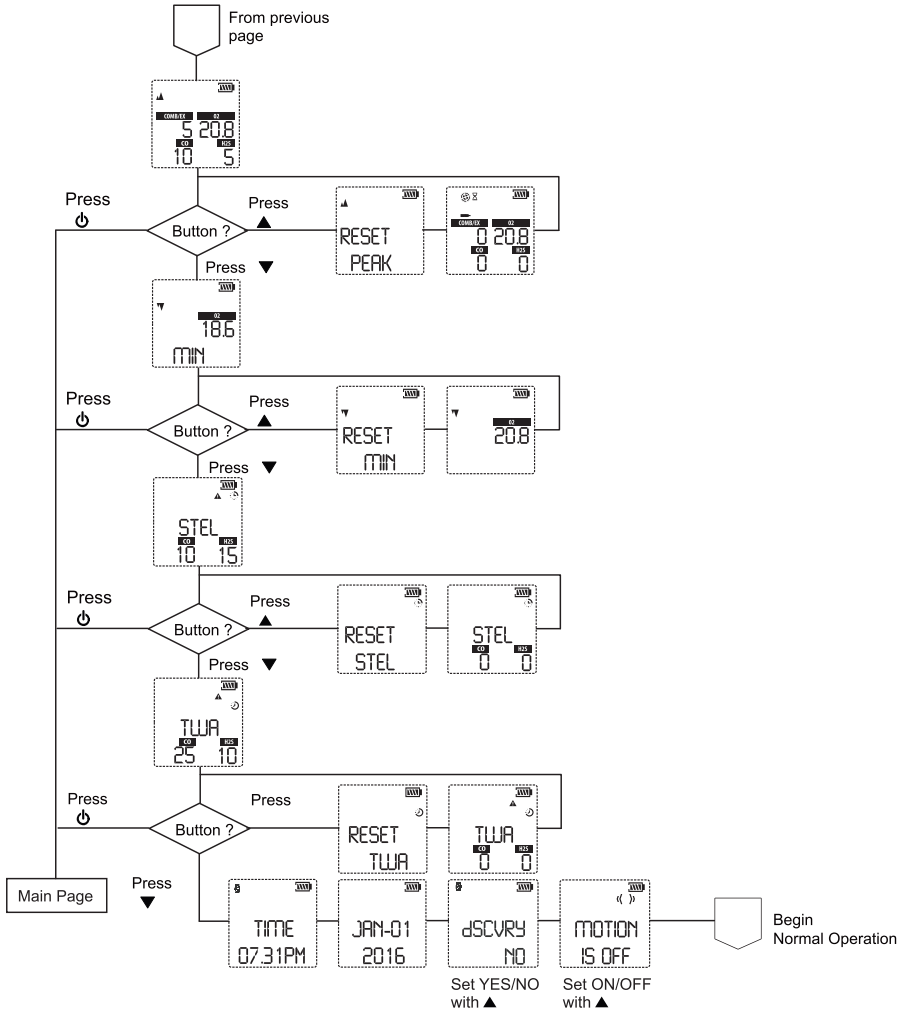 From previous
page
COMB/EX O2
5 20.8
CO H2S
10 5
Press
Button ?
Press
Press
RESET
PEAK
COMB/EX O2
0 20.8
CO H2S
0 0
O2
18.6
MIN
Press
Button ?
Press
Press
RESET
MIN
O2
20.8
STEL
CO H2S
10 15
Press
Button ?
Press
Press
RESET
STEL
STEL
CO H2S
0 0
TWA
CO H2S
25 10
Press
Button ?
Press
RESET
TWA
TWA
CO H2S
0 0
Main Page
Press
TIME
07.31PM
JAN-01
2016
dSCVRY
NO
MOTION
IS OFF
Begin
Normal Operation
Set YES/NO
with ▲
Set ON/OFF
with ▲